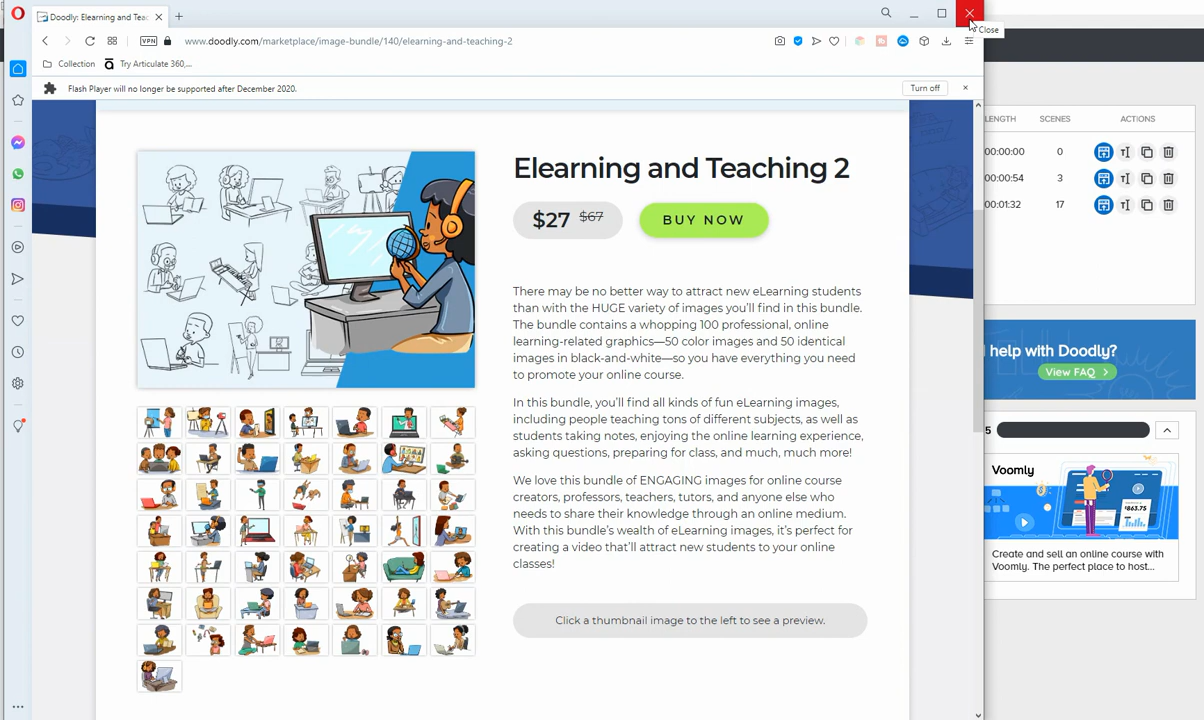 Doodly: Elearning and Teac
Close
VPN
www.doodly.com/marketplace/image-bundle/140/elearning-and-teaching-2
Collection
Try Articulate 360,...
Flash Player will no longer be supported after December 2020.
Turn off
Elearning and Teaching 2
$27 $67
BUY NOW
There may be no better way to attract new eLearning students
than with the HUGE variety of images you'll find in this bundle.
The bundle contains a whopping 100 professional, online
learning-related graphics—50 color images and 50 identical
images in black-and-white—so you have everything you need
to promote your online course.
In this bundle, you'll find all kinds of fun eLearning images,
including people teaching tons of different subjects, as well as
students taking notes, enjoying the online learning experience,
asking questions, preparing for class, and much, much more!
We love this bundle of ENGAGING images for online course
creators, professors, teachers, tutors, and anyone else who
needs to share their knowledge through an online medium.
With this bundle's wealth of eLearning images, it's perfect for
creating a video that'll attract new students to your online
classes!
Click a thumbnail image to the left to see a preview.
LENGTH SCENES ACTIONS
00:00:00 0
00:00:54 3
00:01:32 17
help with Doodly?
View FAQ
5
Voomly
$863.75
Create and sell an online course with
Voomly. The perfect place to host...